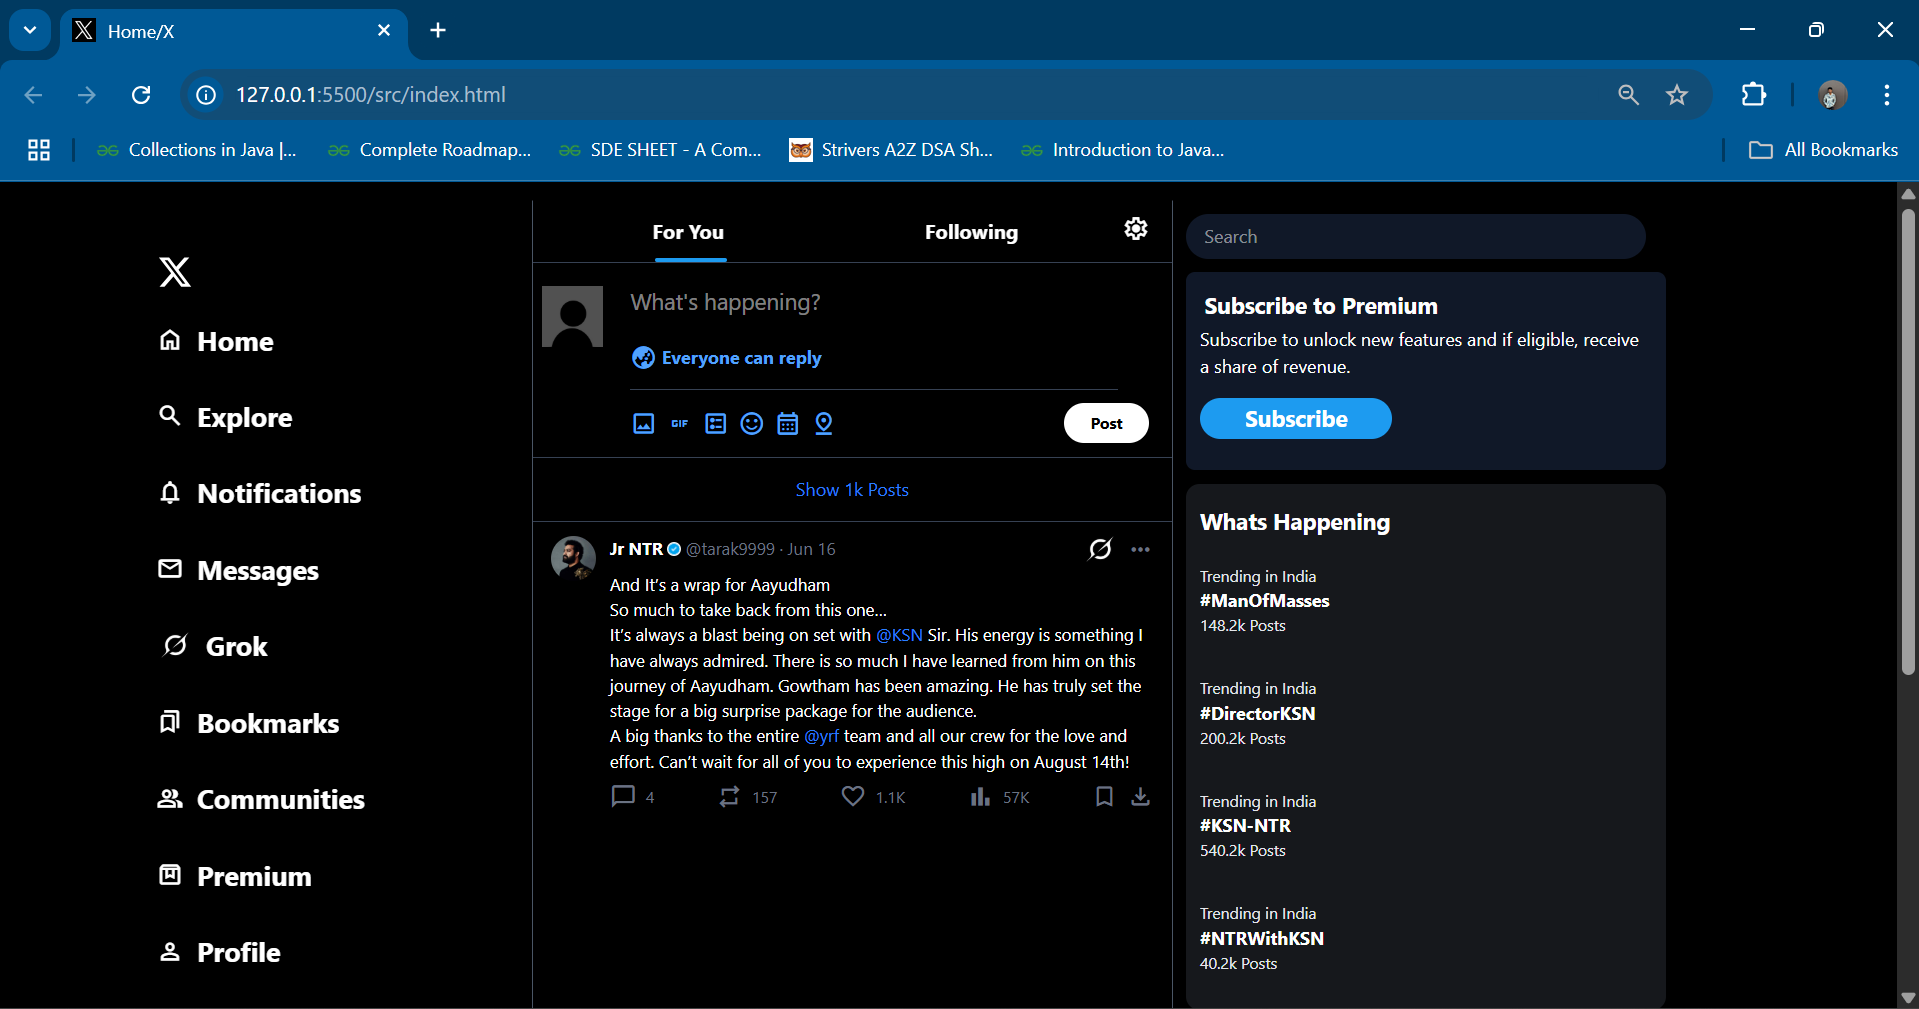 Home/X
127.0.0.1:5500/src/index.html
Collections in Java |...
Complete Roadmap...
SDE SHEET - A Com...
Strivers A2Z DSA Sh...
Introduction to Java...
All Bookmarks
Home
Explore
Notifications
Messages
Grok
Bookmarks
Communities
Premium
Profile
For You
Following
What's happening?
Everyone can reply
GIF
Post
Show 1k Posts
Jr NTR @tarak9999 · Jun 16
And It's a wrap for Aayudham
So much to take back from this one...
It's always a blast being on set with @KSN Sir. His energy is something I
have always admired. There is so much I have learned from him on this
journey of Aayudham. Gowtham has been amazing. He has truly set the
stage for a big surprise package for the audience.
A big thanks to the entire @yrf team and all our crew for the love and
effort. Can't wait for all of you to experience this high on August 14th!
4 157 1.1K 57K
Search
Subscribe to Premium
Subscribe to unlock new features and if eligible, receive
a share of revenue.
Subscribe
Whats Happening
Trending in India
#ManOfMasses
148.2k Posts
Trending in India
#DirectorKSN
200.2k Posts
Trending in India
#KSN-NTR
540.2k Posts
Trending in India
#NTRWithKSN
40.2k Posts